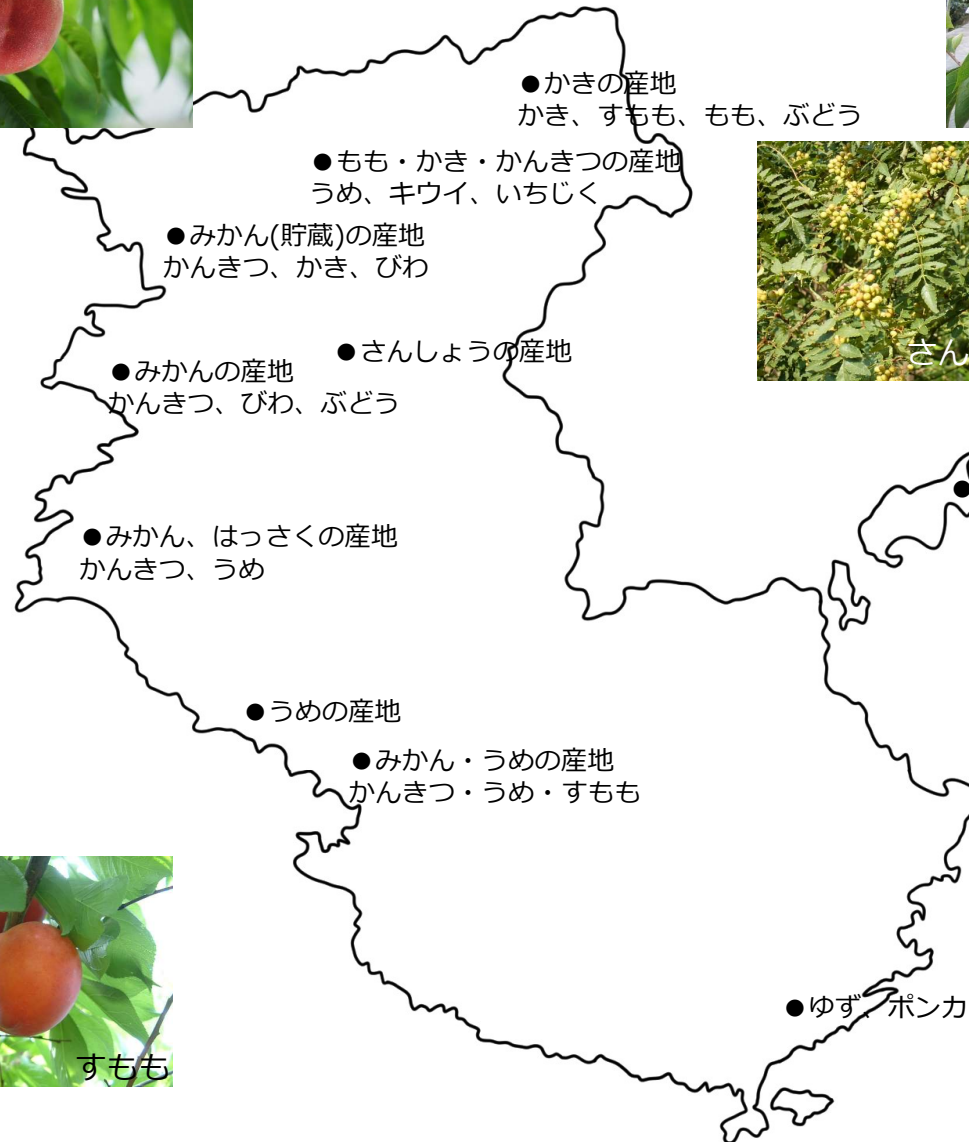 ●かきの産地
かき、すもも、もも、ぶどう
●もも・かき・かんきつの産地
うめ、キウイ、いちじく
●みかん(貯蔵)の産地
かんきつ、かき、びわ
さん
●さんしょうの産地
●みかんの産地
かんきつ、びわ、ぶどう
●
●みかん、はっさくの産地
かんきつ、うめ
●うめの産地
●みかん・うめの産地
かんきつ・うめ・すもも
●ゆず、ポンカ
すもも